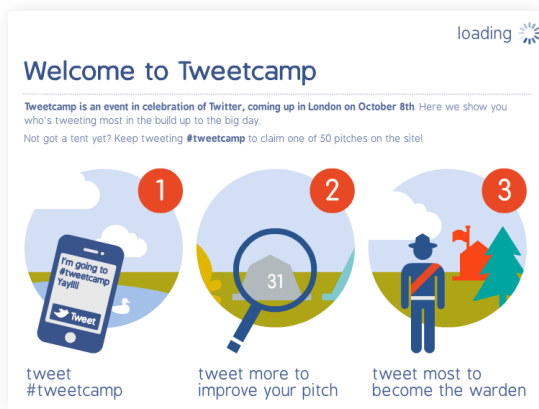 loading
Welcome to Tweetcamp
Tweetcamp is an event in celebration of Twitter, coming up in London on October 8th. Here we show you
who's tweeting most in the build up to the big day.
Not got a tent yet? Keep tweeting #tweetcamp to claim one of 50 pitches on the site!
1
2
3
I'm going to
#tweetcamp
Yay!!!!
Tweet
31
tweet
#tweetcamp
tweet more to
improve your pitch
tweet most to
become the warden